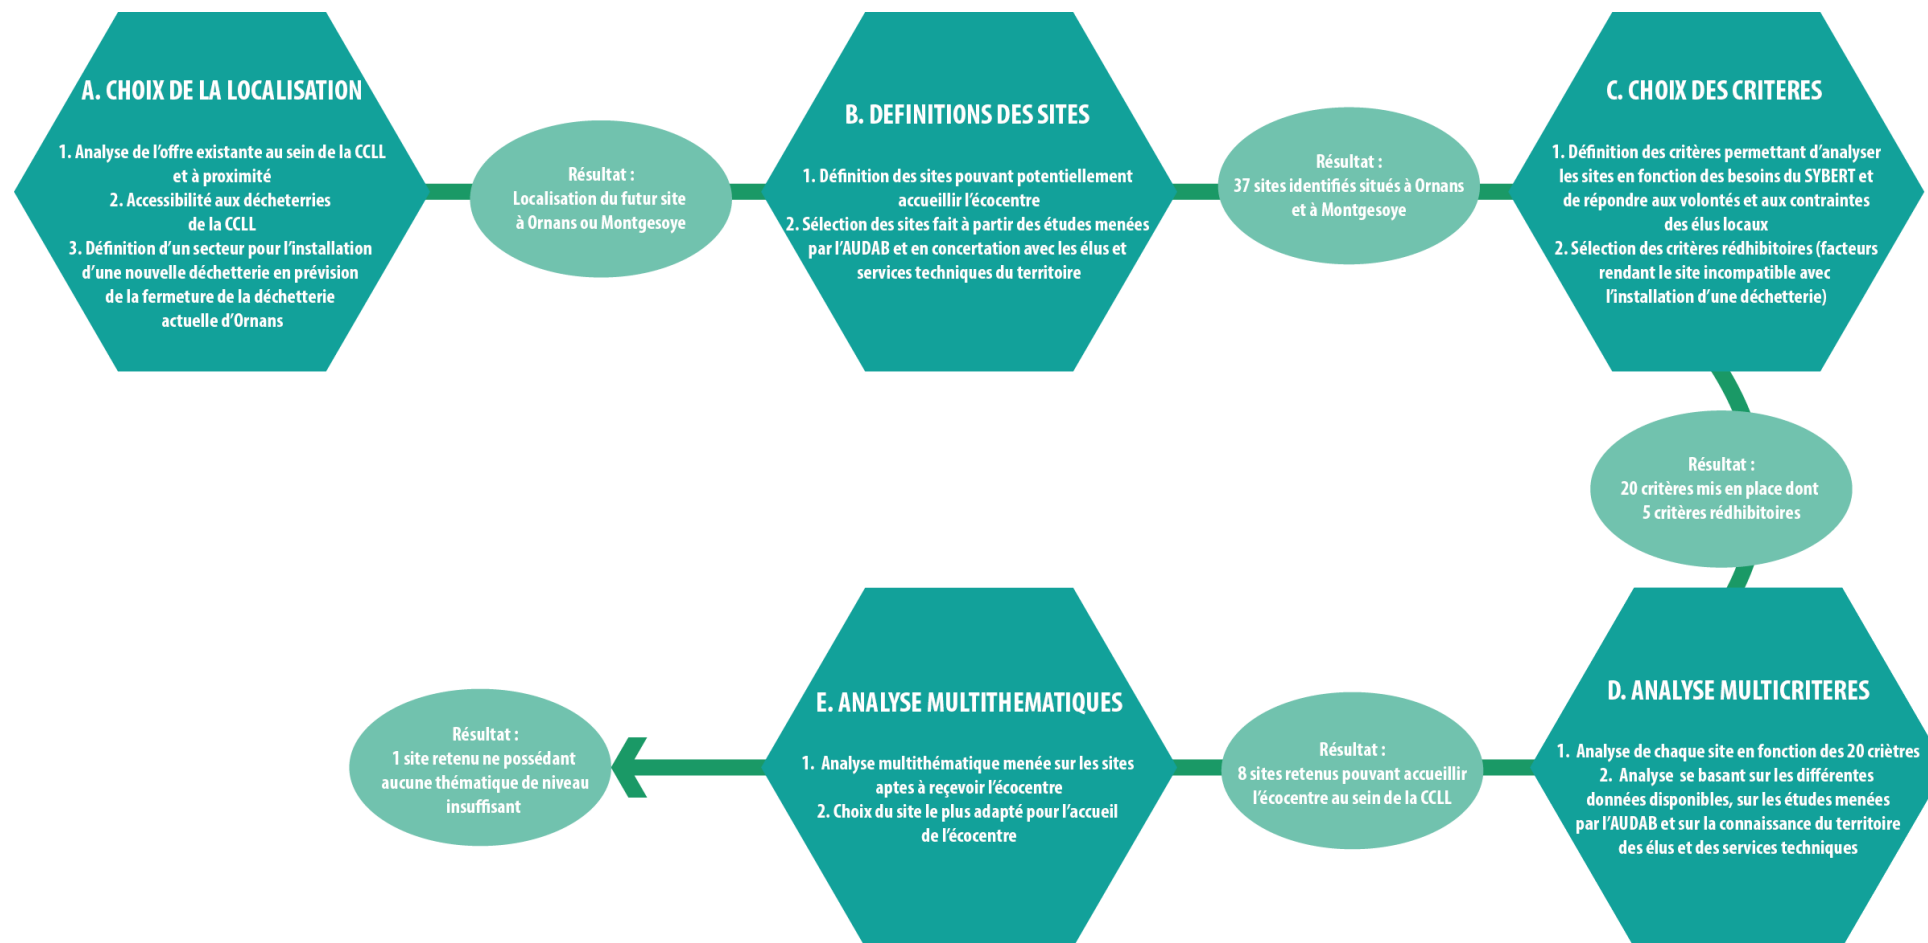 A. CHOIX DE LA LOCALISATION
1. Analyse de l’offre existante au sein de la CCLL
et à proximité
2. Accessibilité aux décheterries
de la CCLL
3. Définition d’un secteur pour l’installation
d’une nouvelle déchetterie en prévision
de la fermeture de la déchetterie
actuelle d’Ornans
Résultat :
Localisation du futur site
à Ornans ou Montgesoye
B. DEFINITIONS DES SITES
1. Définition des sites pouvant potentiellement
accueillir l’écocentre
2. Sélection des sites fait à partir des études menées
par l’AUDAB et en concertation avec les élus et
services techniques du territoire
Résultat :
37 sites identifiés situés à Ornans
et à Montgesoye
C. CHOIX DES CRITERES
1. Définition des critères permettant d’analyser
les sites en fonction des besoins du SYBERT et
de répondre aux volontés et aux contraintes
des élus locaux
2. Sélection des critères rédhibitoires (facteurs
rendant le site incompatible avec
l’installation d’une déchetterie)
Résultat :
20 critères mis en place dont
5 critères rédhibitoires
D. ANALYSE MULTICRITERES
1. Analyse de chaque site en fonction des 20 criètres
2. Analyse se basant sur les différentes
données disponibles, sur les études menées
par l’AUDAB et sur la connaissance du territoire
des élus et des services techniques
Résultat :
8 sites retenus pouvant accueillir
l’écocentre au sein de la CCLL
E. ANALYSE MULTITHEMATIQUES
1. Analyse multithématique menée sur les sites
aptes à reçevoir l’écocentre
2. Choix du site le plus adapté pour l’accueil
de l’écocentre
Résultat :
1 site retenu ne possédant
aucune thématique de niveau
insuffisant